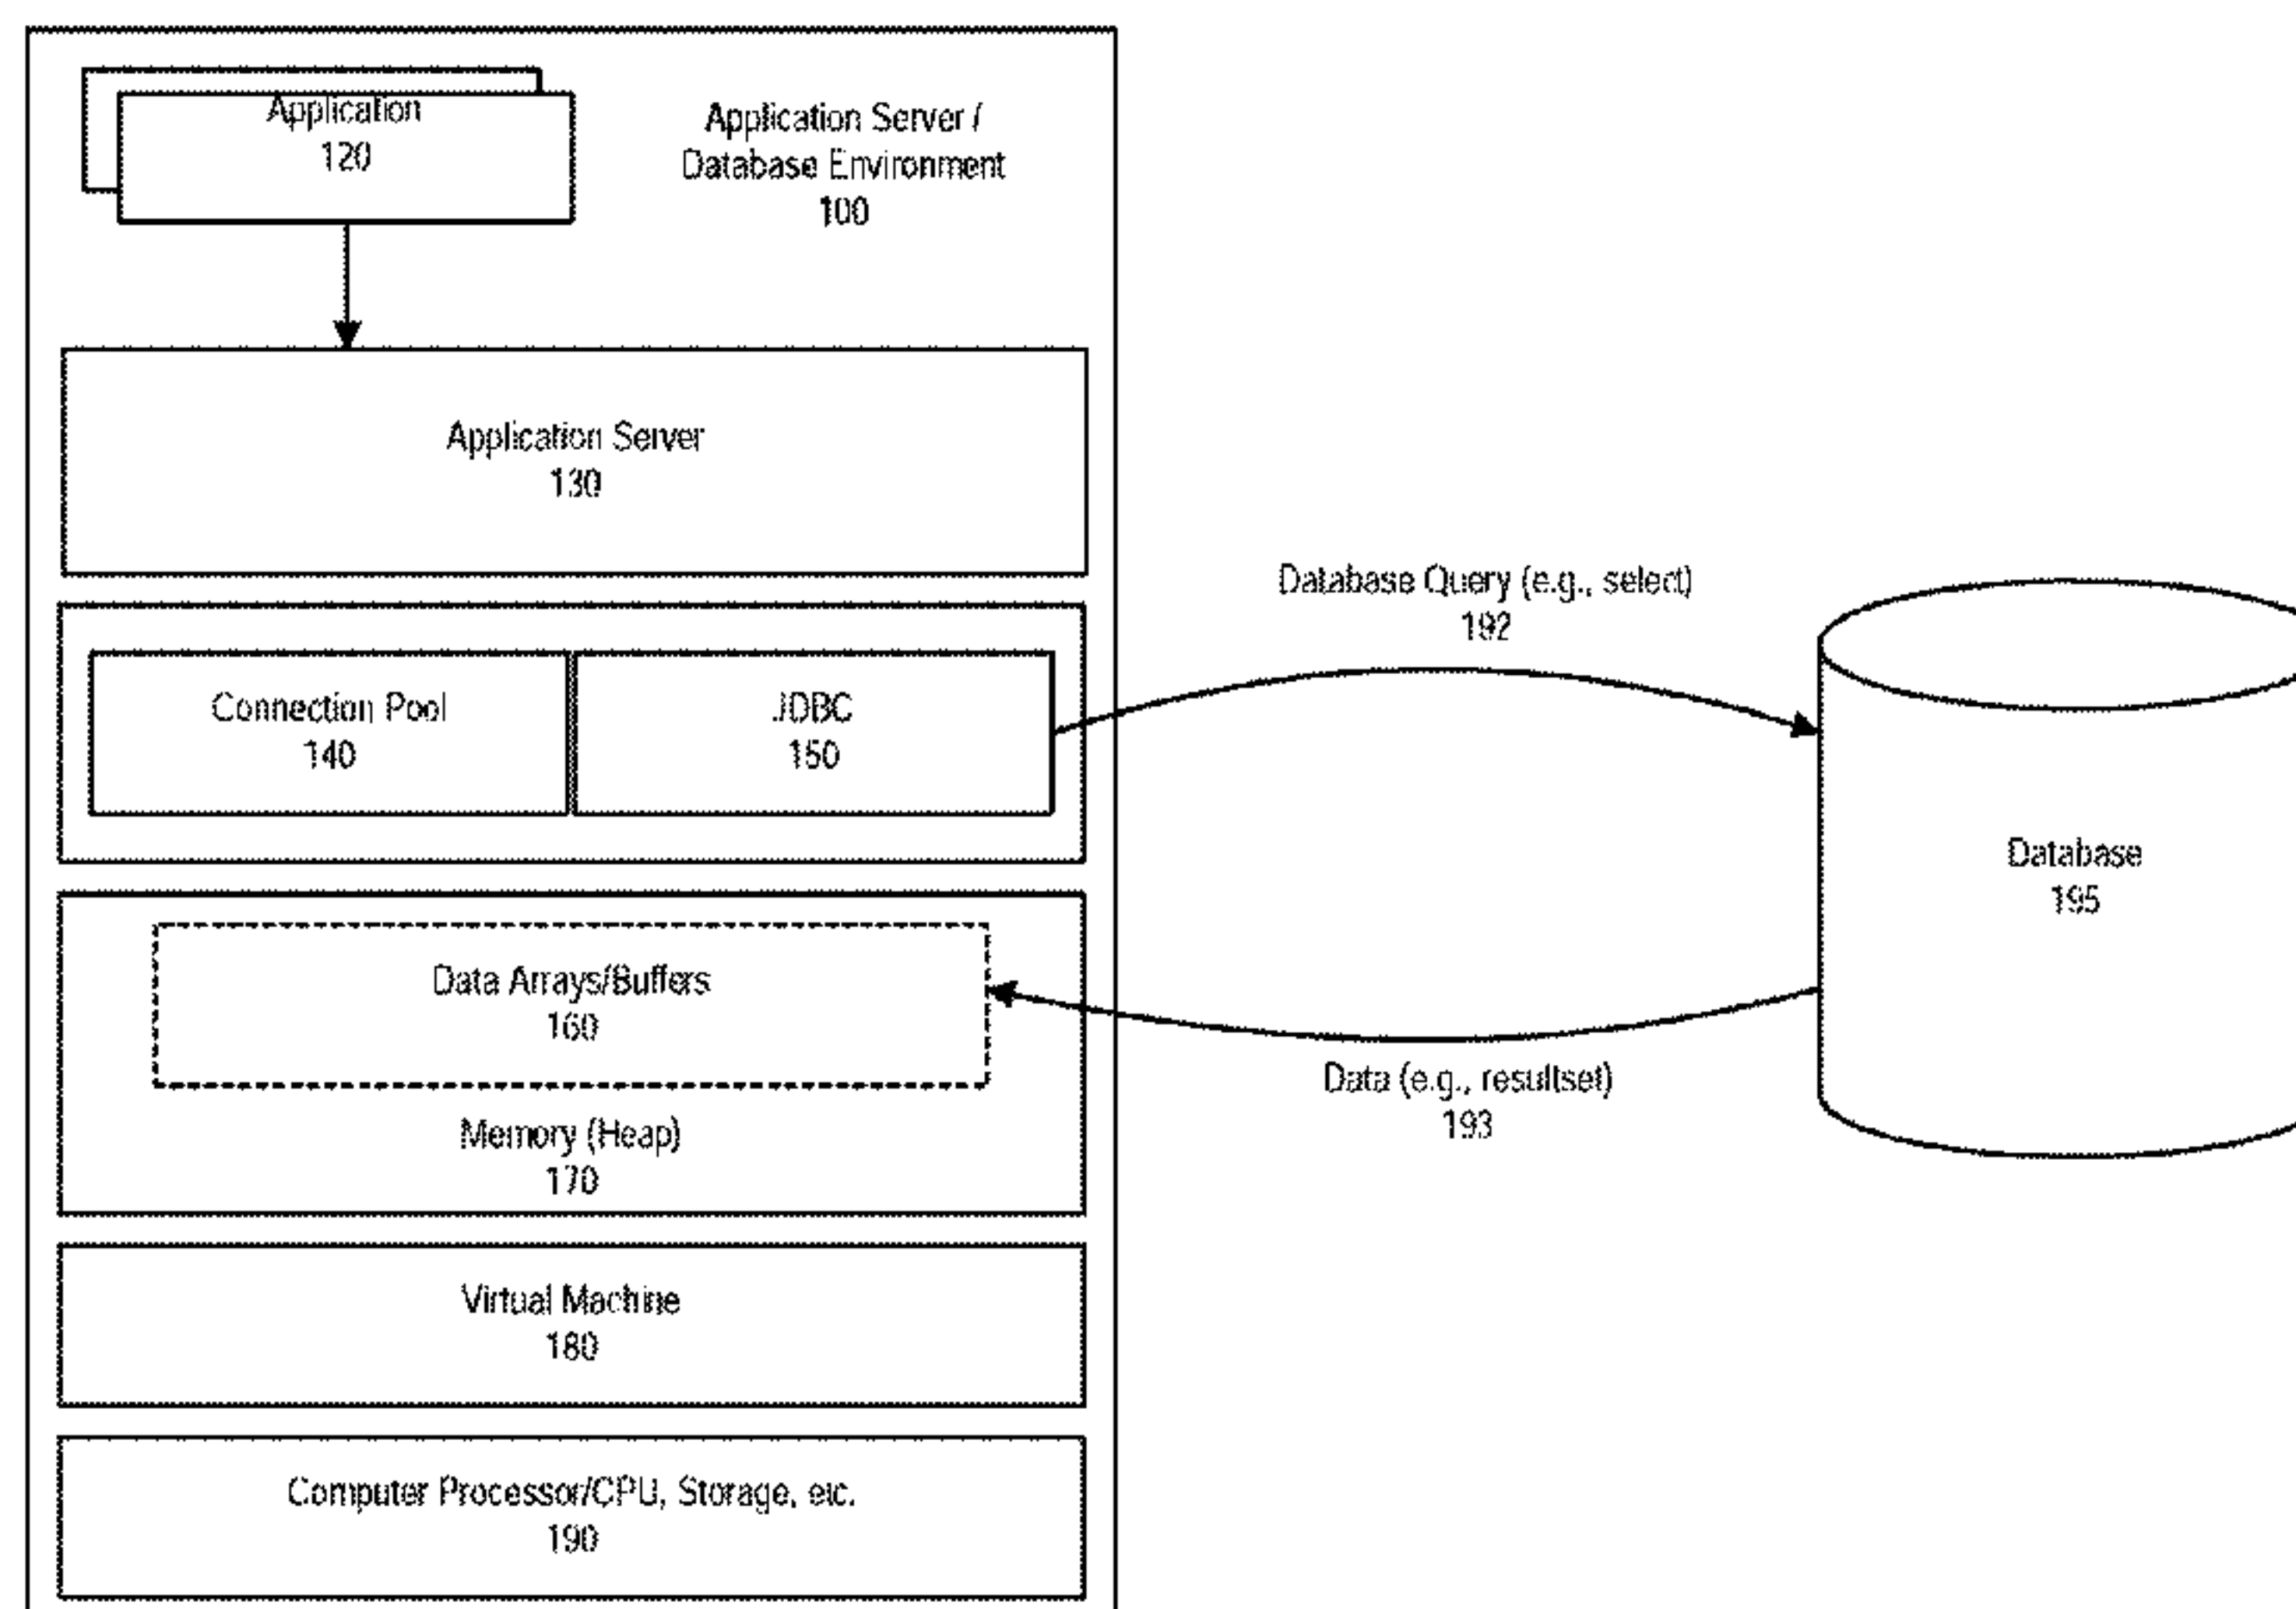 Application
120
Application Server /
Database Environment
100
Application Server
130
Database Query (e.g., select)
192
Connection Pool
140
JDBC
150
Database
195
Data Arrays/Buffers
160
Data (e.g., resultset)
193
Memory (Heap)
170
Virtual Machine
180
Computer Processor/CPU, Storage, etc.
190